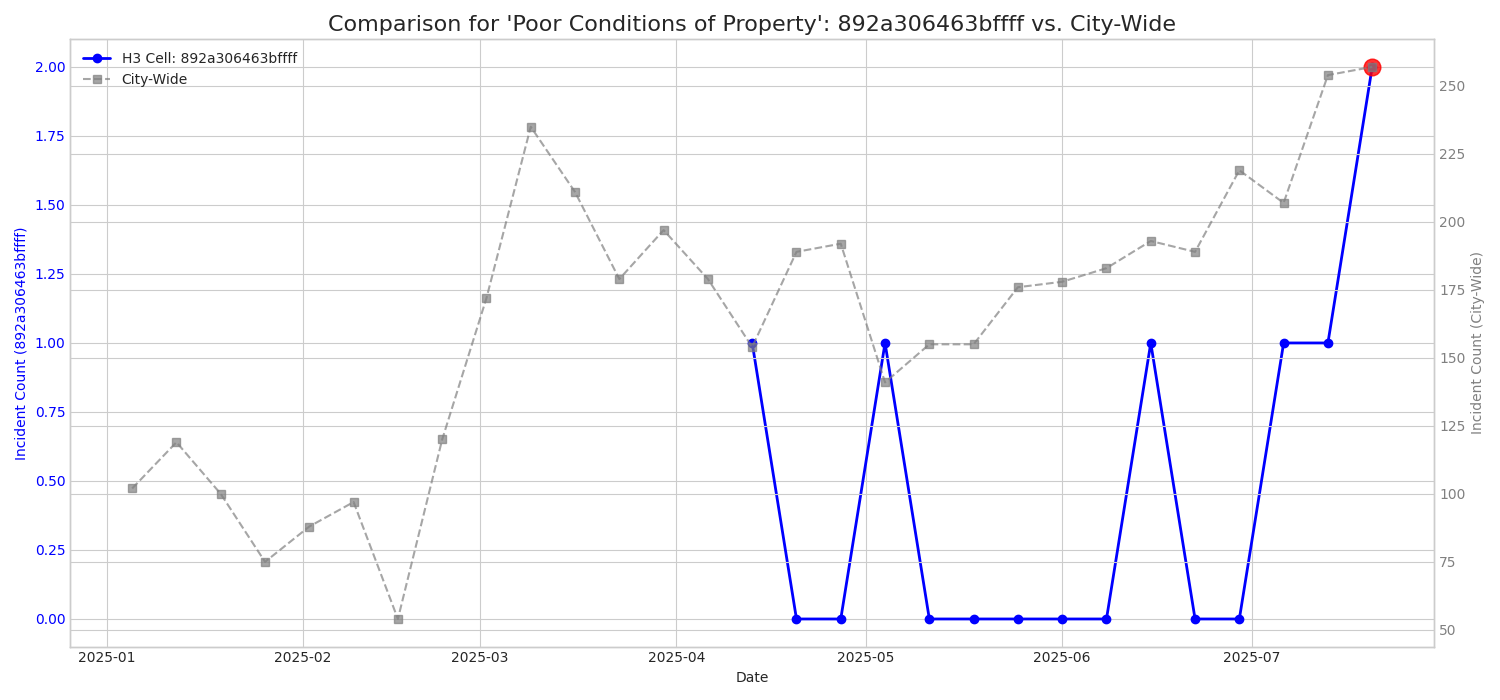 Comparison for 'Poor Conditions of Property': 892a306463bffff vs. City-Wide
H3 Cell: 892a306463bffff
City-Wide
2.00
1.75
1.50
1.25
1.00
0.75
0.50
0.25
0.00
Incident Count (892a306463bffff)
250
225
200
175
150
125
100
75
50
Incident Count (City-Wide)
2025-01 2025-02 2025-03 2025-04 2025-05 2025-06 2025-07
Date